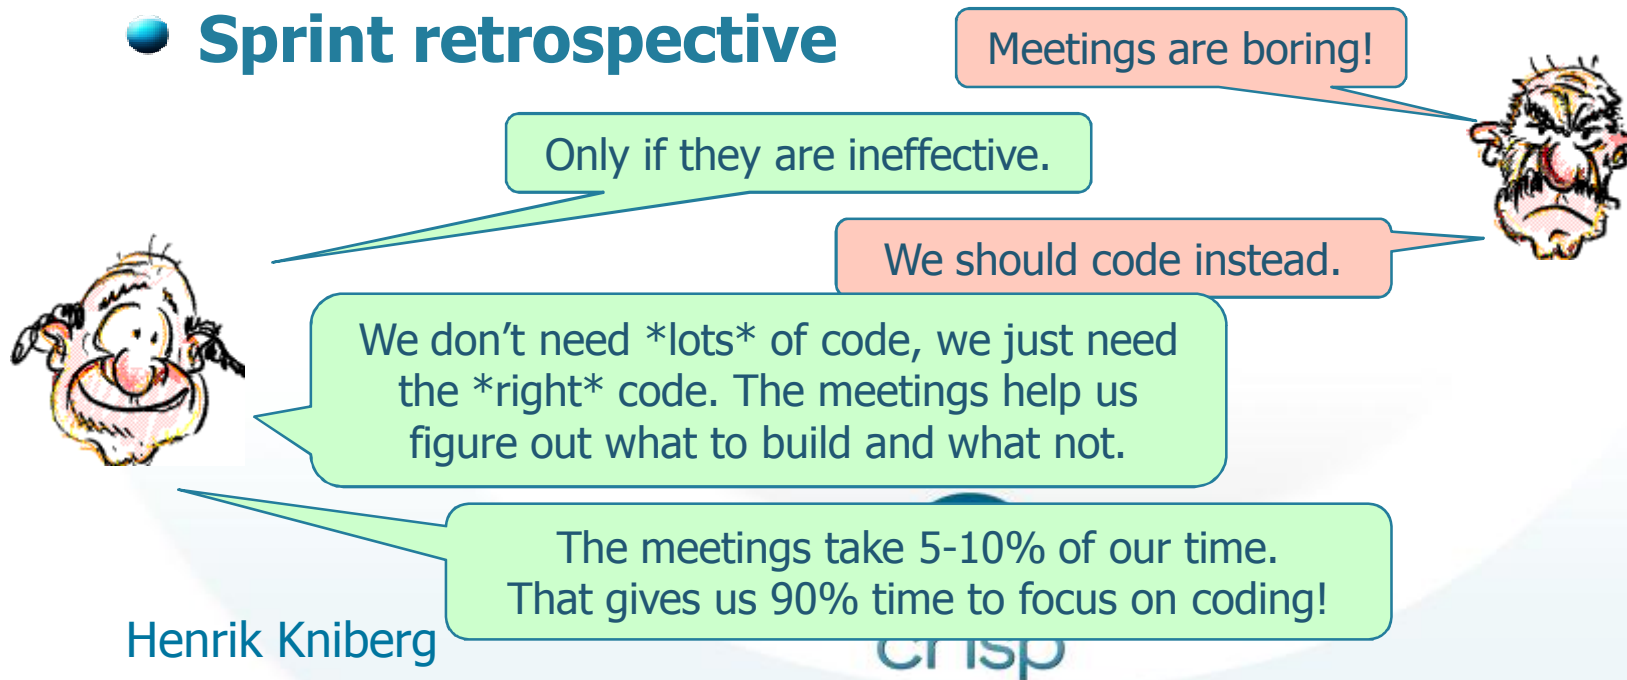 Sprint retrospective
Meetings are boring!
Only if they are ineffective.
We should code instead.
We don’t need *lots* of code, we just need
the *right* code. The meetings help us
figure out what to build and what not.
The meetings take 5-10% of our time.
That gives us 90% time to focus on coding!
Henrik Kniberg
crisp